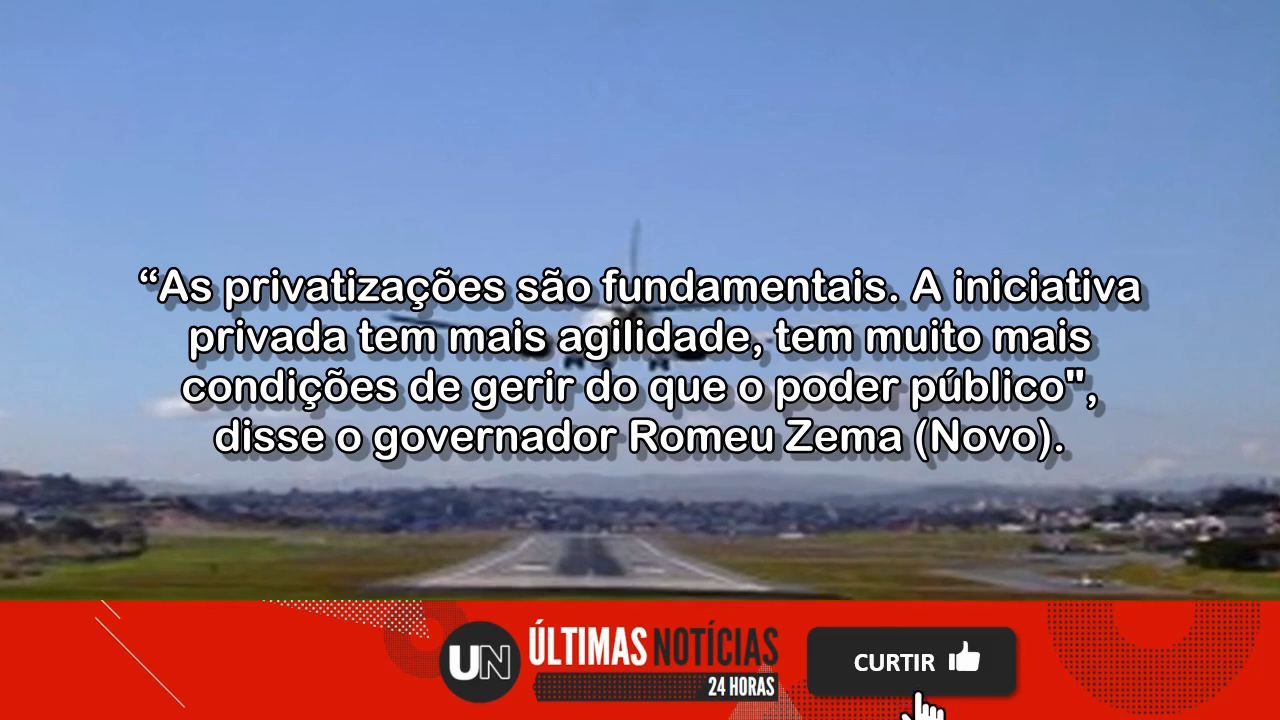 “As privatizações são fundamentais. A iniciativa
privada tem mais agilidade, tem muito mais
condições de gerir do que o poder público",
disse o governador Romeu Zema (Novo).
UN ÚLTIMAS NOTÍCIAS
24 HORAS
CURTIR